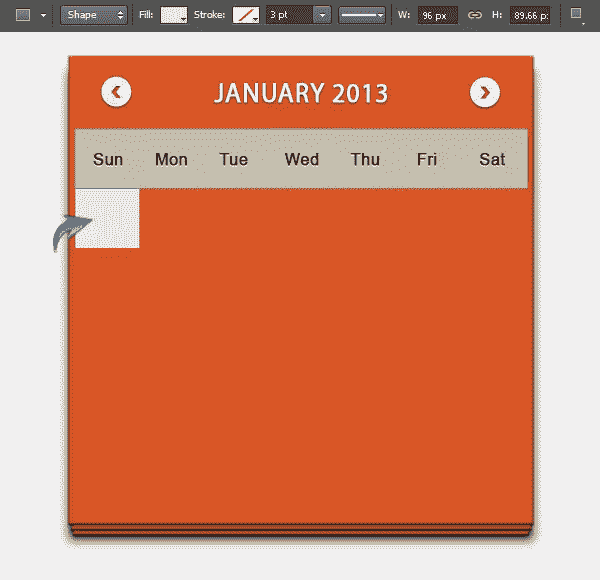 Shape Fill: Stroke: 3 pt W: 96 px H: 89.66 p
JANUARY 2013
Sun Mon Tue Wed Thu Fri Sat